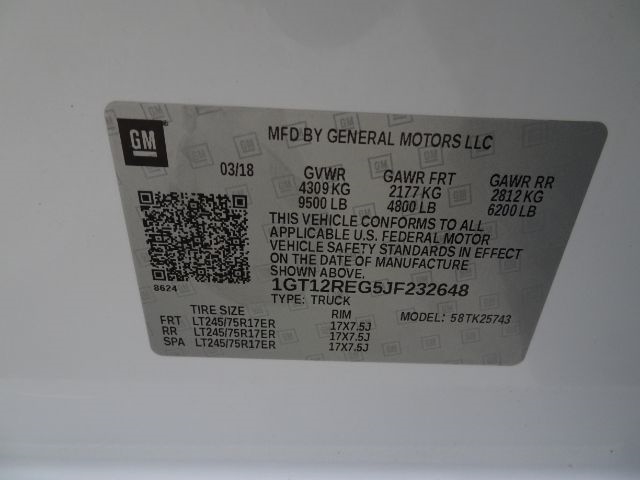 GM
MFD BY GENERAL MOTORS LLC
03/18 GVWR GAWR FRT GAWR RR
4309 KG 2177 KG 2812 KG
9500 LB 4800 LB 6200 LB
THIS VEHICLE CONFORMS TO ALL
APPLICABLE U.S. FEDERAL MOTOR
VEHICLE SAFETY STANDARDS IN EFFECT
ON THE DATE OF MANUFACTURE
SHOWN ABOVE.
8624
1GT12REG5JF232648
TYPE: TRUCK MODEL: 58TK25743
TIRE SIZE RIM
FRT LT245/75R17ER 17X7.5J
RR LT245/75R17ER 17X7.5J
SPA LT245/75R17ER 17X7.5J